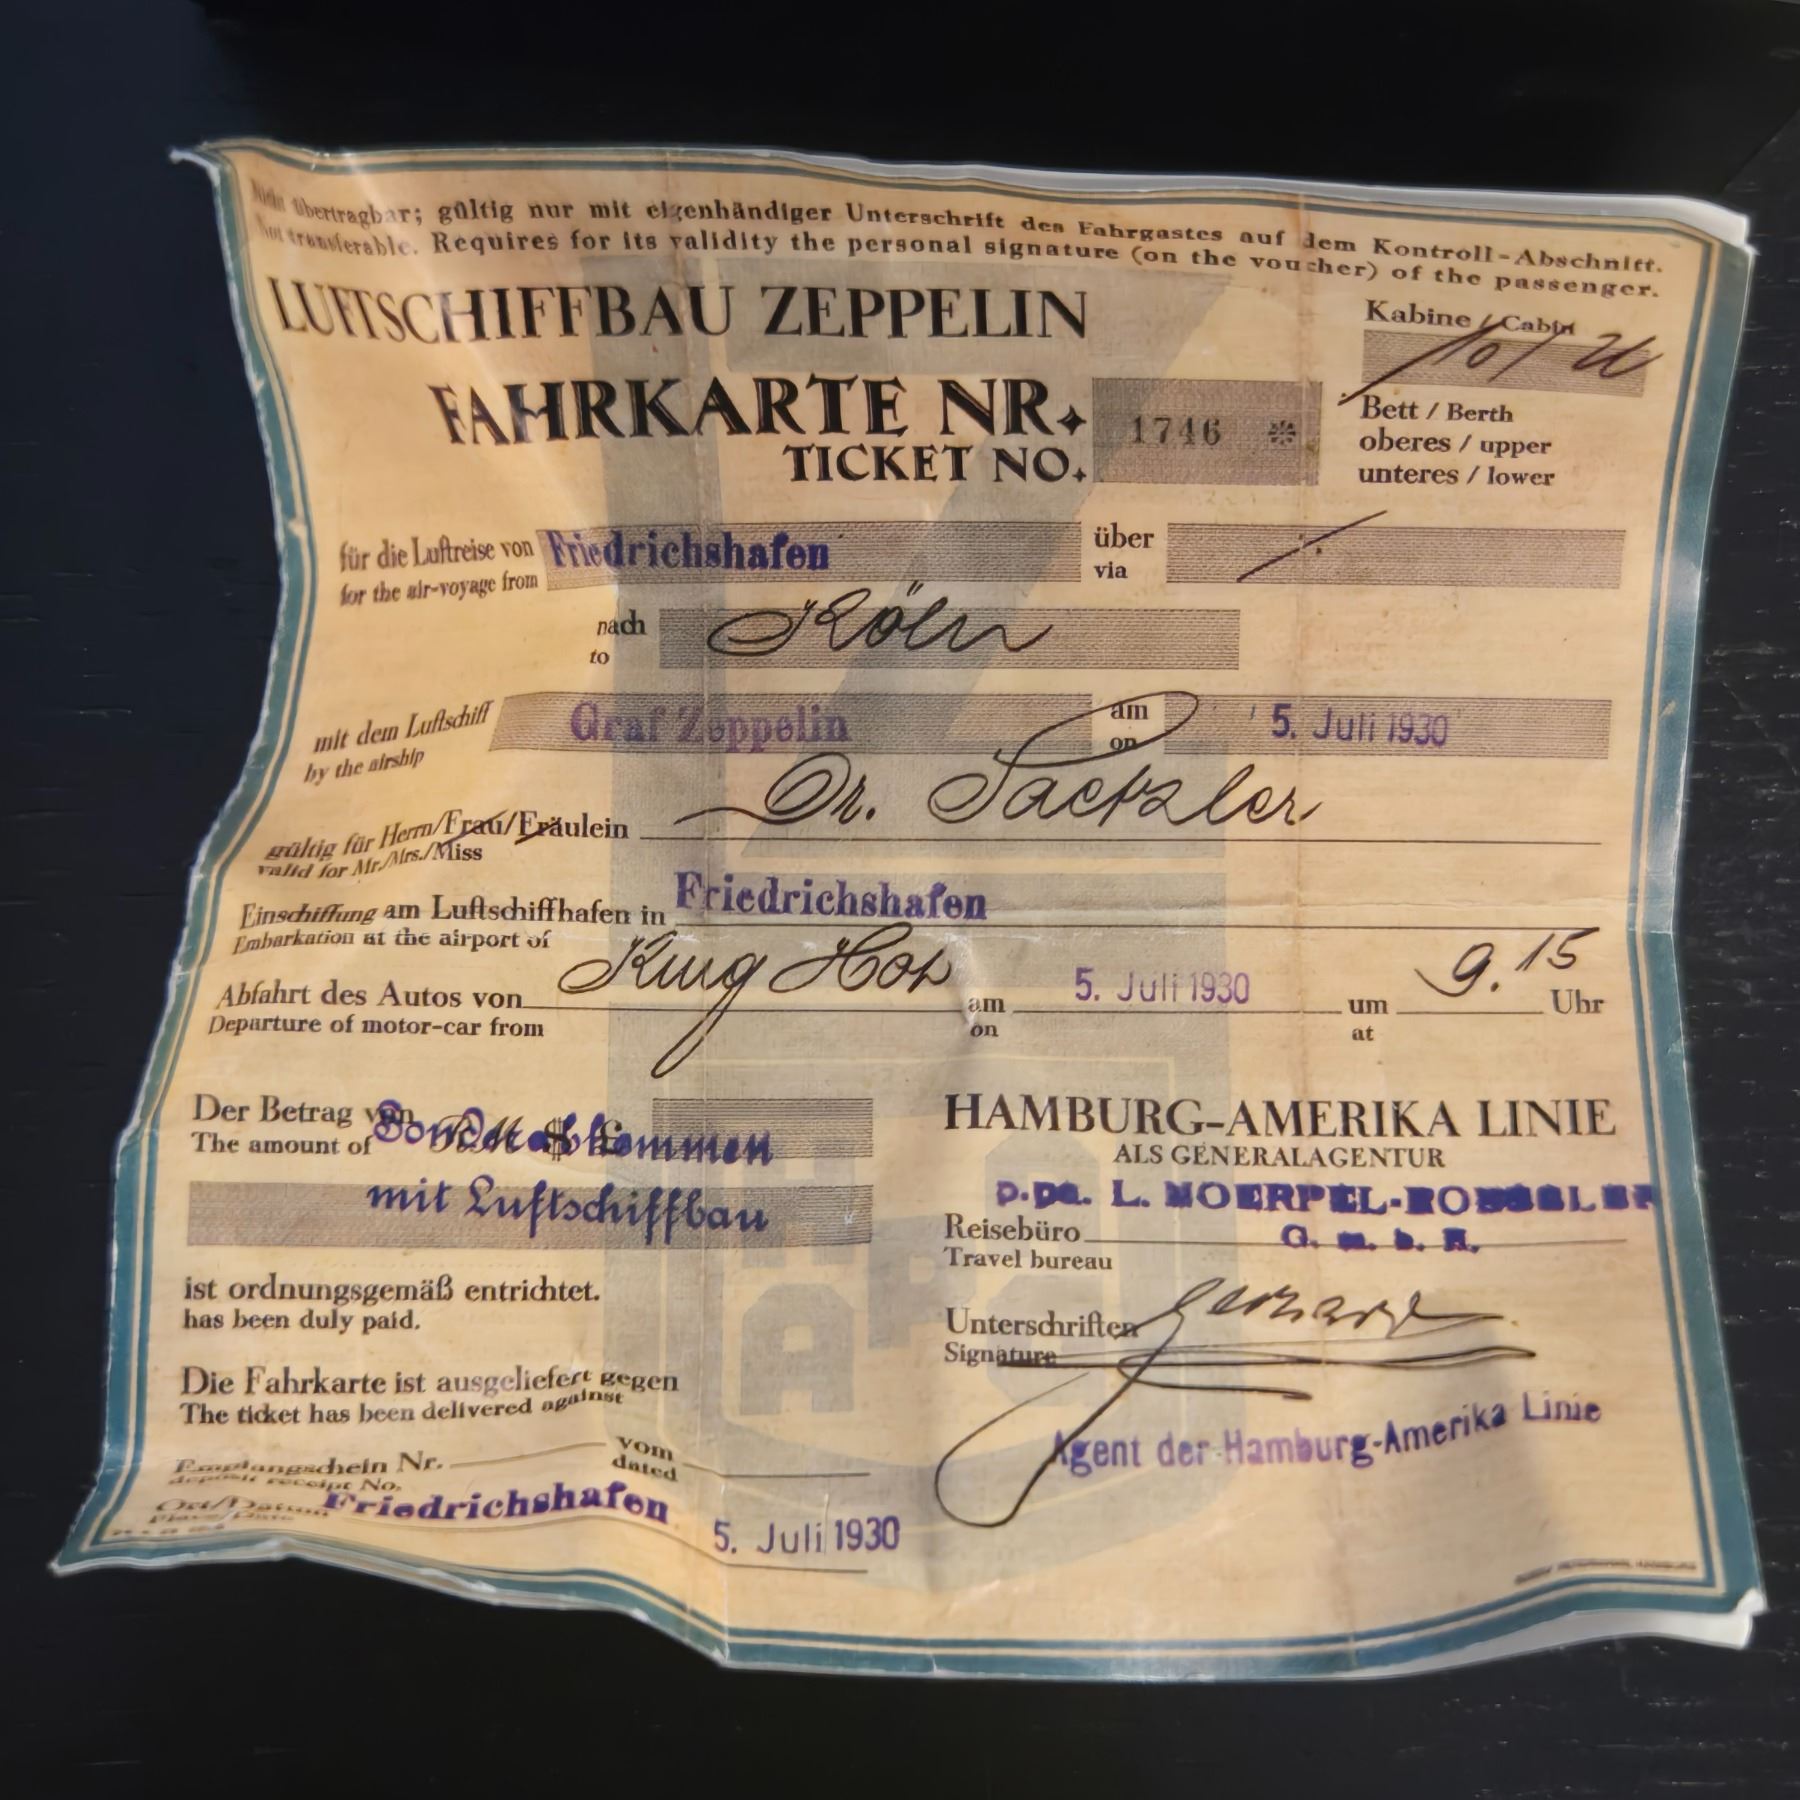 Nicht übertragbar; gültig nur mit eigenhändiger Unterschrift des Fahrgastes auf dem Kontroll-Abschnitt.
Not transferable. Requires for its validity the personal signature (on the voucher) of the passenger.
LUFTSCHIFFBAU ZEPPELIN
Kabine / Cabin
FAHRKARTE NR.
TICKET NO.
1746 *
Bett / Berth
oberes / upper
unteres / lower
für die Luftreise von Friedrichshafen über
for the air-voyage from via
nach Köln
to
mit dem Luftschiff Graf Zeppelin am 5. Juli 1930
by the airship on
gültig für Herrn/Frau/Fräulein Dr.
valid for Mr./Mrs./Miss
Einschiffung am Luftschiffhafen in Friedrichshafen
Embarkation at the airport of
Abfahrt des Autos von am 5. Juli 1930 um 9.15 Uhr
Departure of motor-car from on at
Der Betrag von RM $ £
The amount of
mit Luftschiffbau
ist ordnungsgemäß entrichtet.
has been duly paid.
Die Fahrkarte ist ausgeliefert gegen
The ticket has been delivered against
Empfangschein Nr. vom
deposit receipt No. dated
Ort/Datum Friedrichshafen 5. Juli 1930
Place/Date
HAMBURG-AMERIKA LINIE
ALS GENERALAGENTUR
L. NOERPEL-
Reisebüro G. m. b. H.
Travel bureau
Unterschriften
Signature
Agent der Hamburg-Amerika Linie